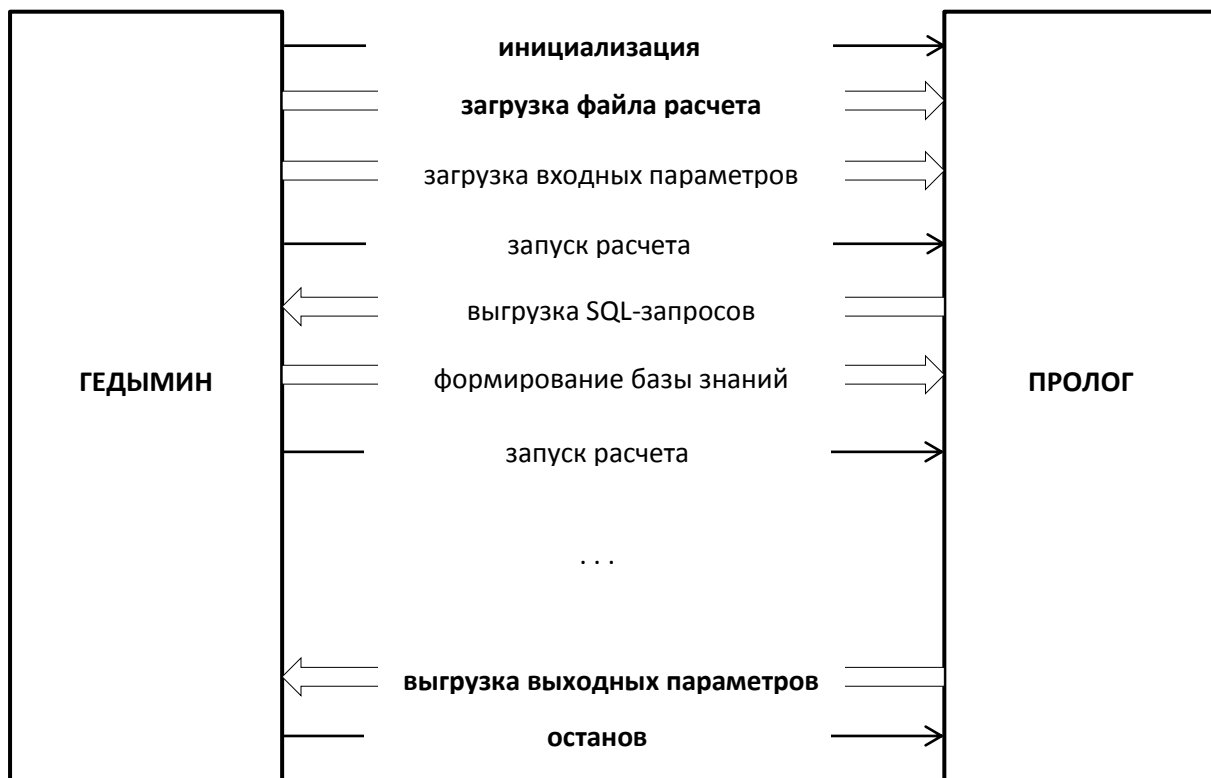 инициализация
загрузка файла расчета
загрузка входных параметров
запуск расчета
выгрузка SQL-запросов
ГЕДЫМИН
формирование базы знаний
ПРОЛОГ
запуск расчета
. . .
выгрузка выходных параметров
останов